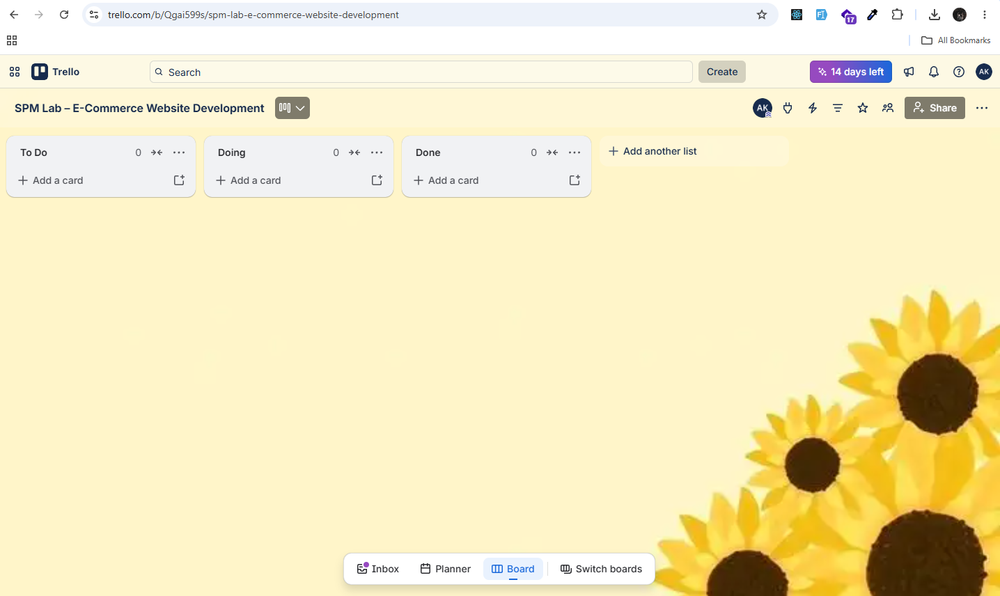 trello.com/b/Qgai599s/spm-lab-e-commerce-website-development
17
All Bookmarks
Trello
Search
Create
14 days left
AK
SPM Lab – E-Commerce Website Development
AK
Share
To Do 0
Add a card
Doing 0
Add a card
Done 0
Add a card
Add another list
Inbox
Planner
Board
Switch boards